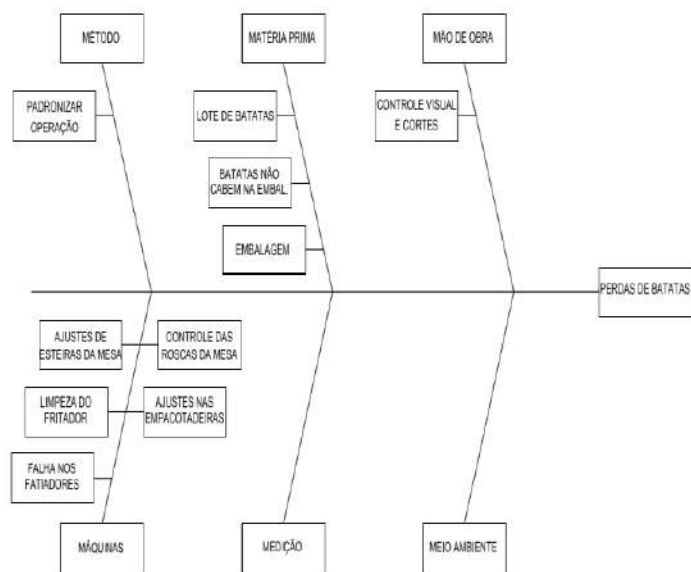 MÉTODO
MATÉRIA PRIMA
MÃO DE OBRA
PADRONIZAR
OPERAÇÃO
LOTE DE BATATAS
CONTROLE VISUAL
E CORTES
BATATAS NÃO
CABEM NA EMBAL.
EMBALAGEM
PERDAS DE BATATAS
AJUSTES DE
ESTEIRAS DA MESA
CONTROLE DAS
ROSCAS DA MESA
LIMPEZA DO
FRITADOR
AJUSTES NAS
EMPACOTADEIRAS
FALHA NOS
FATIADORES
MÁQUINAS
MEDIÇÃO
MEIO AMBIENTE